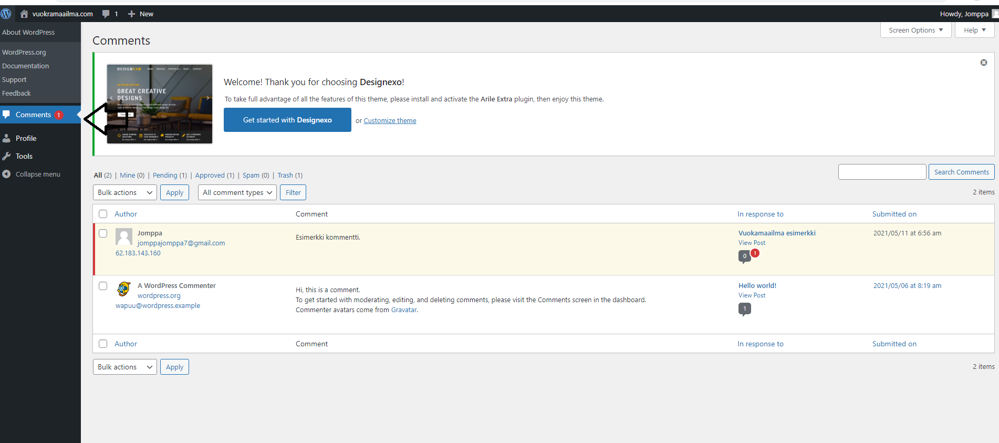 vuokramaailma.com 1 New Howdy, Jomppa
About WordPress
WordPress.org
Documentation
Support
Feedback
Comments 1
Profile
Tools
Collapse menu
Screen Options Help
Comments
DESIGNEXO HOME SERVICES PORTFOLIO BLOG CONTACT
INTERIOR DESIGN
GREAT CREATIVE
DESIGNS
Welcome! Thank you for choosing Designexo!
To take full advantage of all the features of this theme, please install and activate the Arile Extra plugin, then enjoy this theme.
Get started with Designexo or Customize theme
All (2) | Mine (0) | Pending (1) | Approved (1) | Spam (0) | Trash (1)
Search Comments
Bulk actions Apply All comment types Filter
2 items
Author Comment In response to Submitted on
Jomppa
jomppajomppa7@gmail.com
62.183.143.160
Esimerkki kommentti.
Vuokamaailma esimerkki
View Post
0 1
2021/05/11 at 6:56 am
A WordPress Commenter
wordpress.org
wapuu@wordpress.example
Hi, this is a comment.
To get started with moderating, editing, and deleting comments, please visit the Comments screen in the dashboard.
Commenter avatars come from Gravatar.
Hello world!
View Post
1
2021/05/06 at 8:19 am
Author Comment In response to Submitted on
Bulk actions Apply
2 items